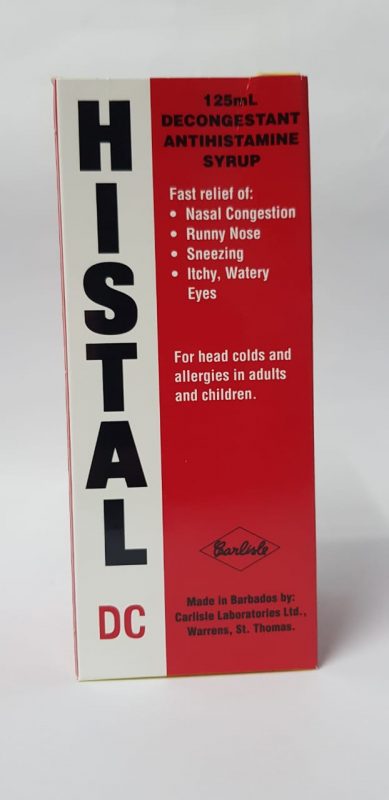 HISTAL
DC
125mL
DECONGESTANT
ANTIHISTAMINE
SYRUP
Fast relief of:
• Nasal Congestion
• Runny Nose
• Sneezing
• Itchy, Watery
Eyes
For head colds and
allergies in adults
and children.
Carlisle
Made in Barbados by:
Carlisle Laboratories Ltd.,
Warrens, St. Thomas.